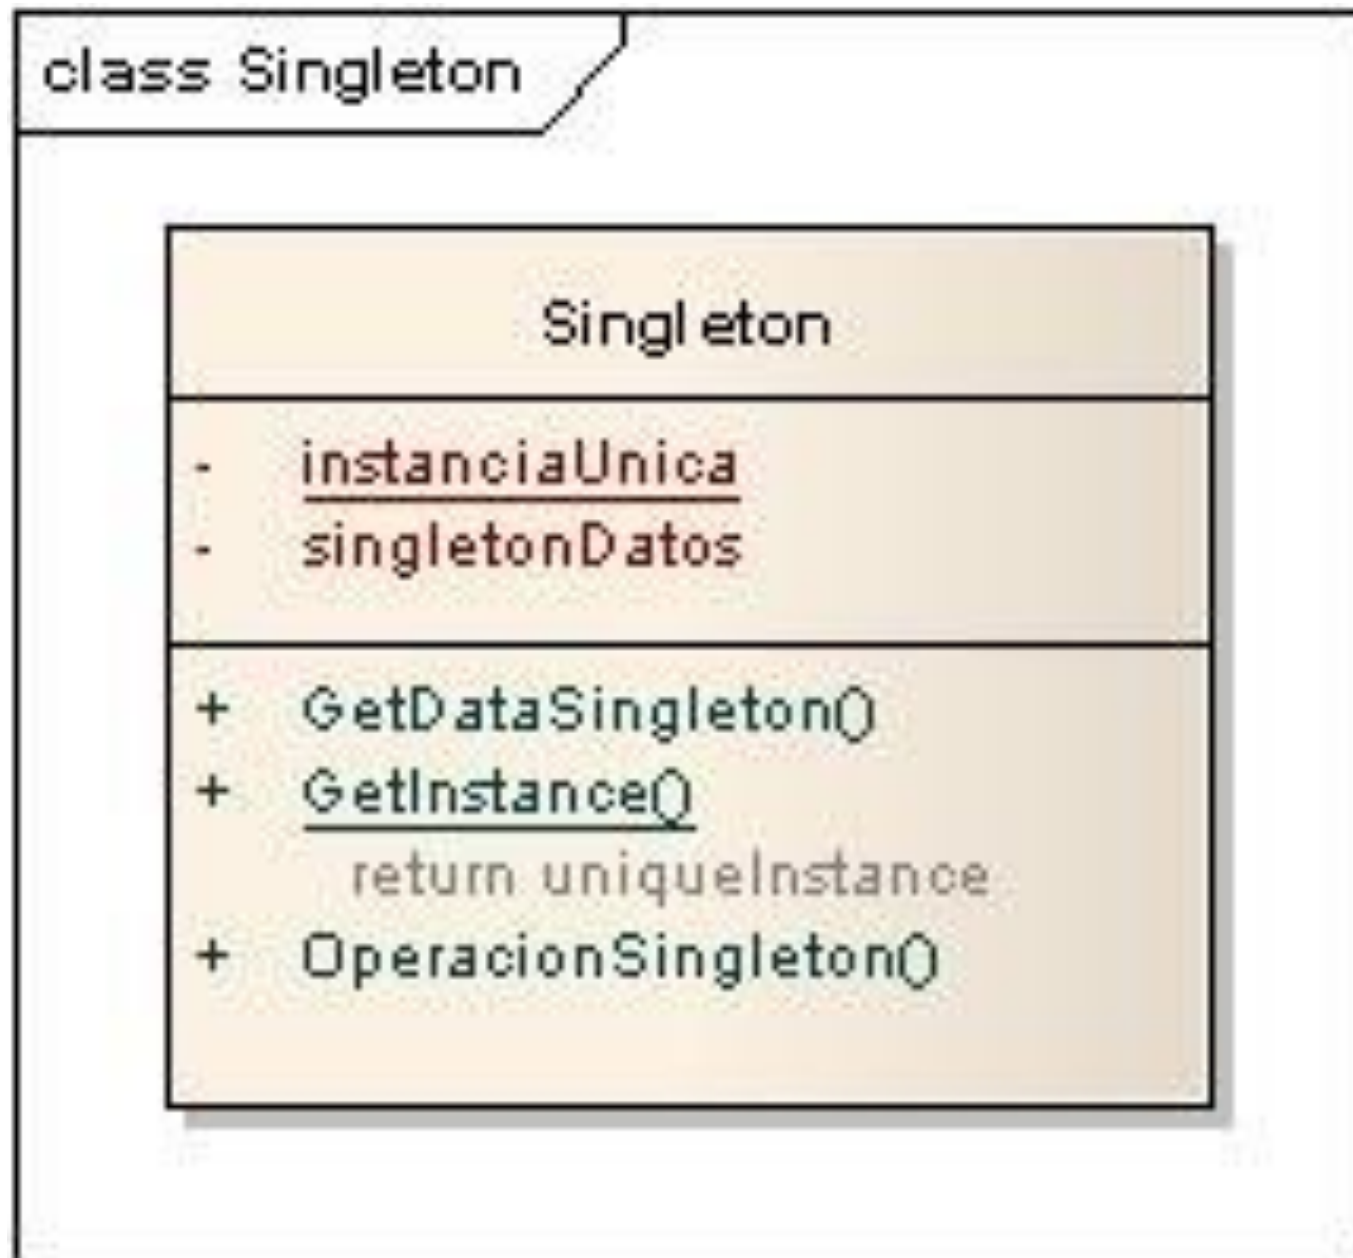 class Singleton
Singleton
- instanciaUnica
- singletonDatos
+ GetDataSingleton()
+ GetInstance()
return uniqueInstance
+ OperacionSingleton()